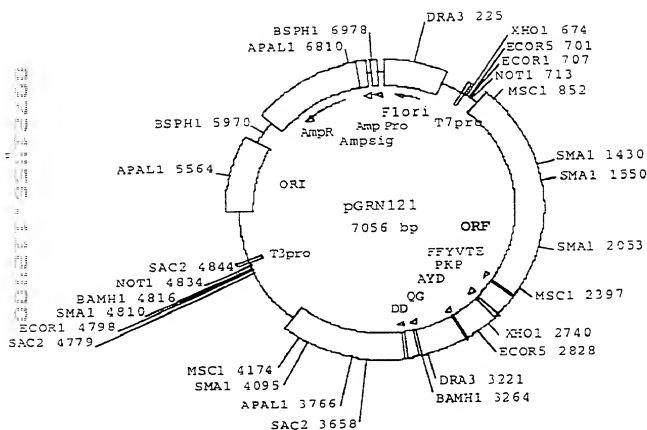 DRA3 225
BSPH1 6978
APAL1 6810
XHO1 674
ECOR5 701
ECOR1 707
NOT1 713
MSC1 852
Flori
T7pro
Amp Pro
AmpR
Ampsig
BSPH1 5970
APAL1 5564
SMA1 1430
SMA1 1550
ORI
pGRN121
7056 bp
ORF
SMA1 2053
FFYVTE
PKP
AYD
QG
DD
T3pro
SAC2 4844
NOT1 4834
BAMH1 4816
SMA1 4810
ECOR1 4798
SAC2 4779
MSC1 2397
XHO1 2740
ECOR5 2828
DRA3 3221
BAMH1 3264
MSC1 4174
SMA1 4095
APAL1 3766
SAC2 3658